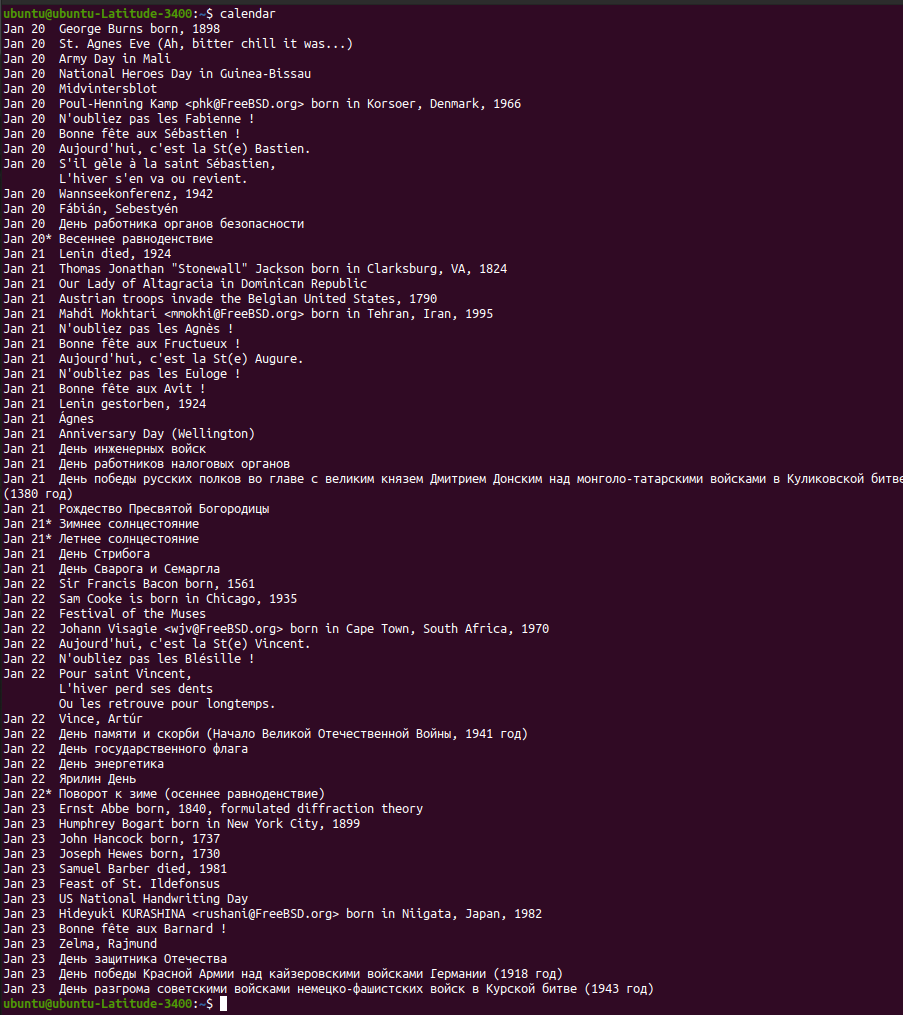 ubuntu@ubuntu-Latitude-3400:~$ calendar
Jan 20  George Burns born, 1898
Jan 20  St. Agnes Eve (Ah, bitter chill it was...)
Jan 20  Army Day in Mali
Jan 20  National Heroes Day in Guinea-Bissau
Jan 20  Midvintersblot
Jan 20  Poul-Henning Kamp <phk@FreeBSD.org> born in Korsoer, Denmark, 1966
Jan 20  N'oubliez pas les Fabienne !
Jan 20  Bonne fête aux Sébastien !
Jan 20  Aujourd'hui, c'est la St(e) Bastien.
Jan 20  S'il gèle à la saint Sébastien,
        L'hiver s'en va ou revient.
Jan 20  Wannseekonferenz, 1942
Jan 20  Fábián, Sebestyén
Jan 20  День работника органов безопасности
Jan 20* Весеннее равноденствие
Jan 21  Lenin died, 1924
Jan 21  Thomas Jonathan "Stonewall" Jackson born in Clarksburg, VA, 1824
Jan 21  Our Lady of Altagracia in Dominican Republic
Jan 21  Austrian troops invade the Belgian United States, 1790
Jan 21  Mahdi Mokhtari <mmokhi@FreeBSD.org> born in Tehran, Iran, 1995
Jan 21  N'oubliez pas les Agnès !
Jan 21  Bonne fête aux Fructueux !
Jan 21  Aujourd'hui, c'est la St(e) Augure.
Jan 21  N'oubliez pas les Euloge !
Jan 21  Bonne fête aux Avit !
Jan 21  Lenin gestorben, 1924
Jan 21  Ágnes
Jan 21  Anniversary Day (Wellington)
Jan 21  День инженерных войск
Jan 21  День работников налоговых органов
Jan 21  День победы русских полков во главе с великим князем Дмитрием Донским над монголо-татарскими войсками в Куликовской битве
(1380 год)
Jan 21  Рождество Пресвятой Богородицы
Jan 21* Зимнее солнцестояние
Jan 21* Летнее солнцестояние
Jan 21  День Стрибога
Jan 21  День Сварога и Семаргла
Jan 22  Sir Francis Bacon born, 1561
Jan 22  Sam Cooke is born in Chicago, 1935
Jan 22  Festival of the Muses
Jan 22  Johann Visagie <wjv@FreeBSD.org> born in Cape Town, South Africa, 1970
Jan 22  Aujourd'hui, c'est la St(e) Vincent.
Jan 22  N'oubliez pas les Blésille !
Jan 22  Pour saint Vincent,
        L'hiver perd ses dents
        Ou les retrouve pour longtemps.
Jan 22  Vince, Artúr
Jan 22  День памяти и скорби (Начало Великой Отечественной Войны, 1941 год)
Jan 22  День государственного флага
Jan 22  День энергетика
Jan 22  Ярилин День
Jan 22* Поворот к зиме (осеннее равноденствие)
Jan 23  Ernst Abbe born, 1840, formulated diffraction theory
Jan 23  Humphrey Bogart born in New York City, 1899
Jan 23  John Hancock born, 1737
Jan 23  Joseph Hewes born, 1730
Jan 23  Samuel Barber died, 1981
Jan 23  Feast of St. Ildefonsus
Jan 23  US National Handwriting Day
Jan 23  Hideyuki KURASHINA <rushani@FreeBSD.org> born in Niigata, Japan, 1982
Jan 23  Bonne fête aux Barnard !
Jan 23  Zelma, Rajmund
Jan 23  День защитника Отечества
Jan 23  День победы Красной Армии над кайзеровскими войсками Германии (1918 год)
Jan 23  День разгрома советскими войсками немецко-фашистских войск в Курской битве (1943 год)
ubuntu@ubuntu-Latitude-3400:~$